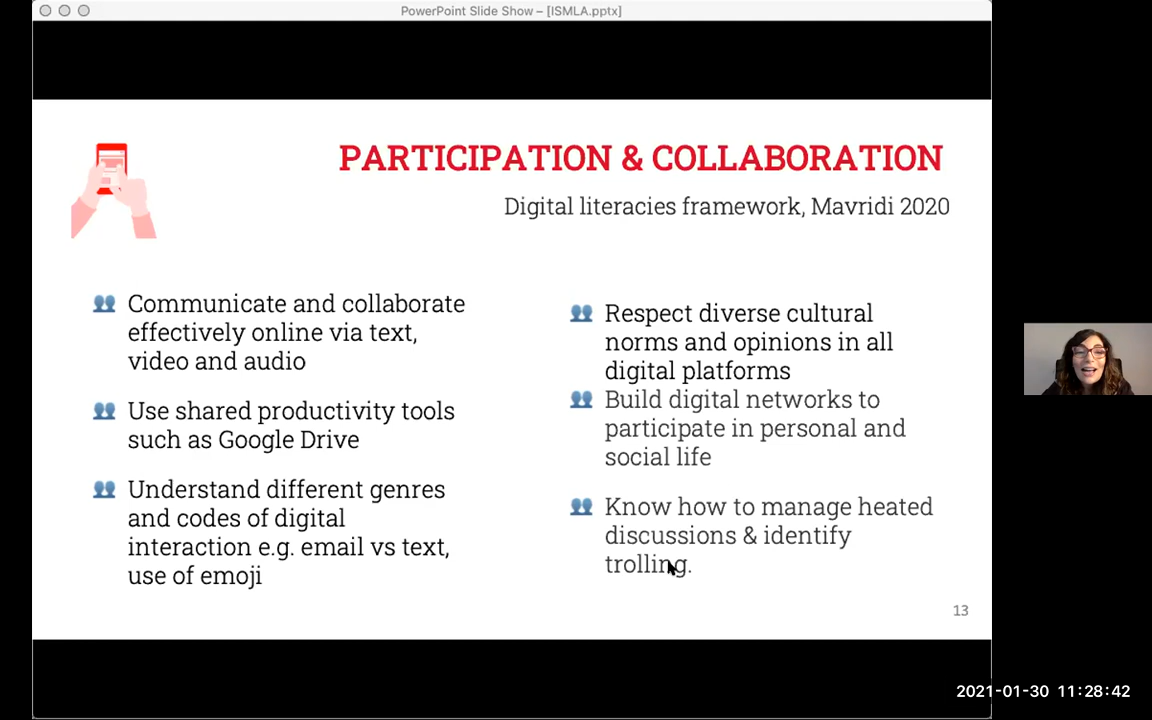 PowerPoint Slide Show – [ISMLA.pptx]
PARTICIPATION & COLLABORATION
Digital literacies framework, Mavridi 2020
Communicate and collaborate
effectively online via text,
video and audio
Use shared productivity tools
such as Google Drive
Understand different genres
and codes of digital
interaction e.g. email vs text,
use of emoji
Respect diverse cultural
norms and opinions in all
digital platforms
Build digital networks to
participate in personal and
social life
Know how to manage heated
discussions & identify
trolling.
13
2021-01-30 11:28:42